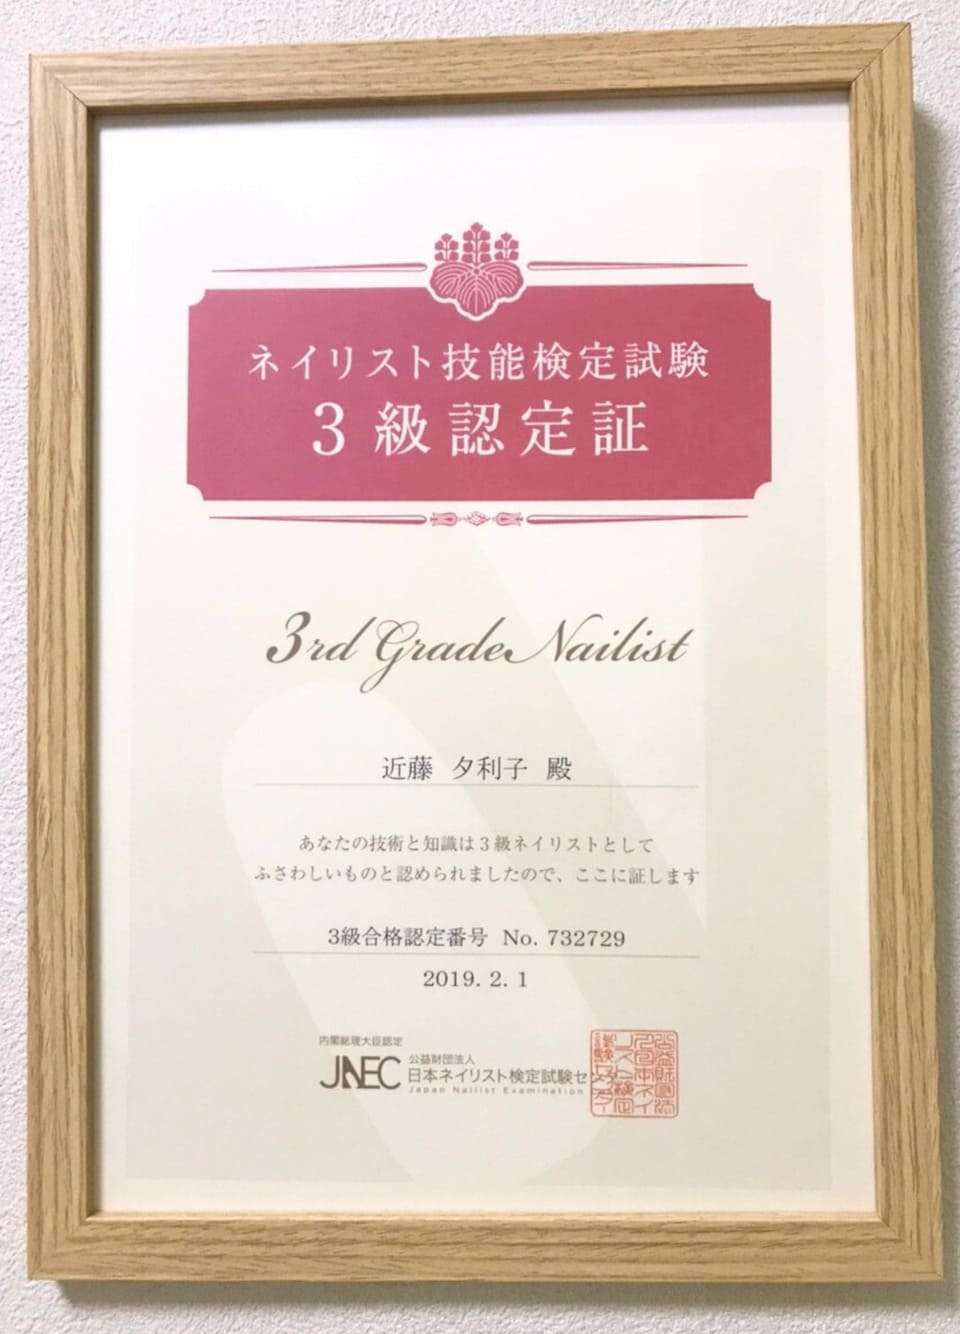 ネイリスト技能検定試験
3級認定証
3rd Grade Nailist
近藤 夕利子 殿
あなたの技術と知識は3級ネイリストとして
ふさわしいものと認められましたので、ここに証します
3級合格認定番号 No. 732729
2019. 2. 1
内閣総理大臣認定
JNEC 公益財団法人
日本ネイリスト検定試験センター
Japan Nailist Examination